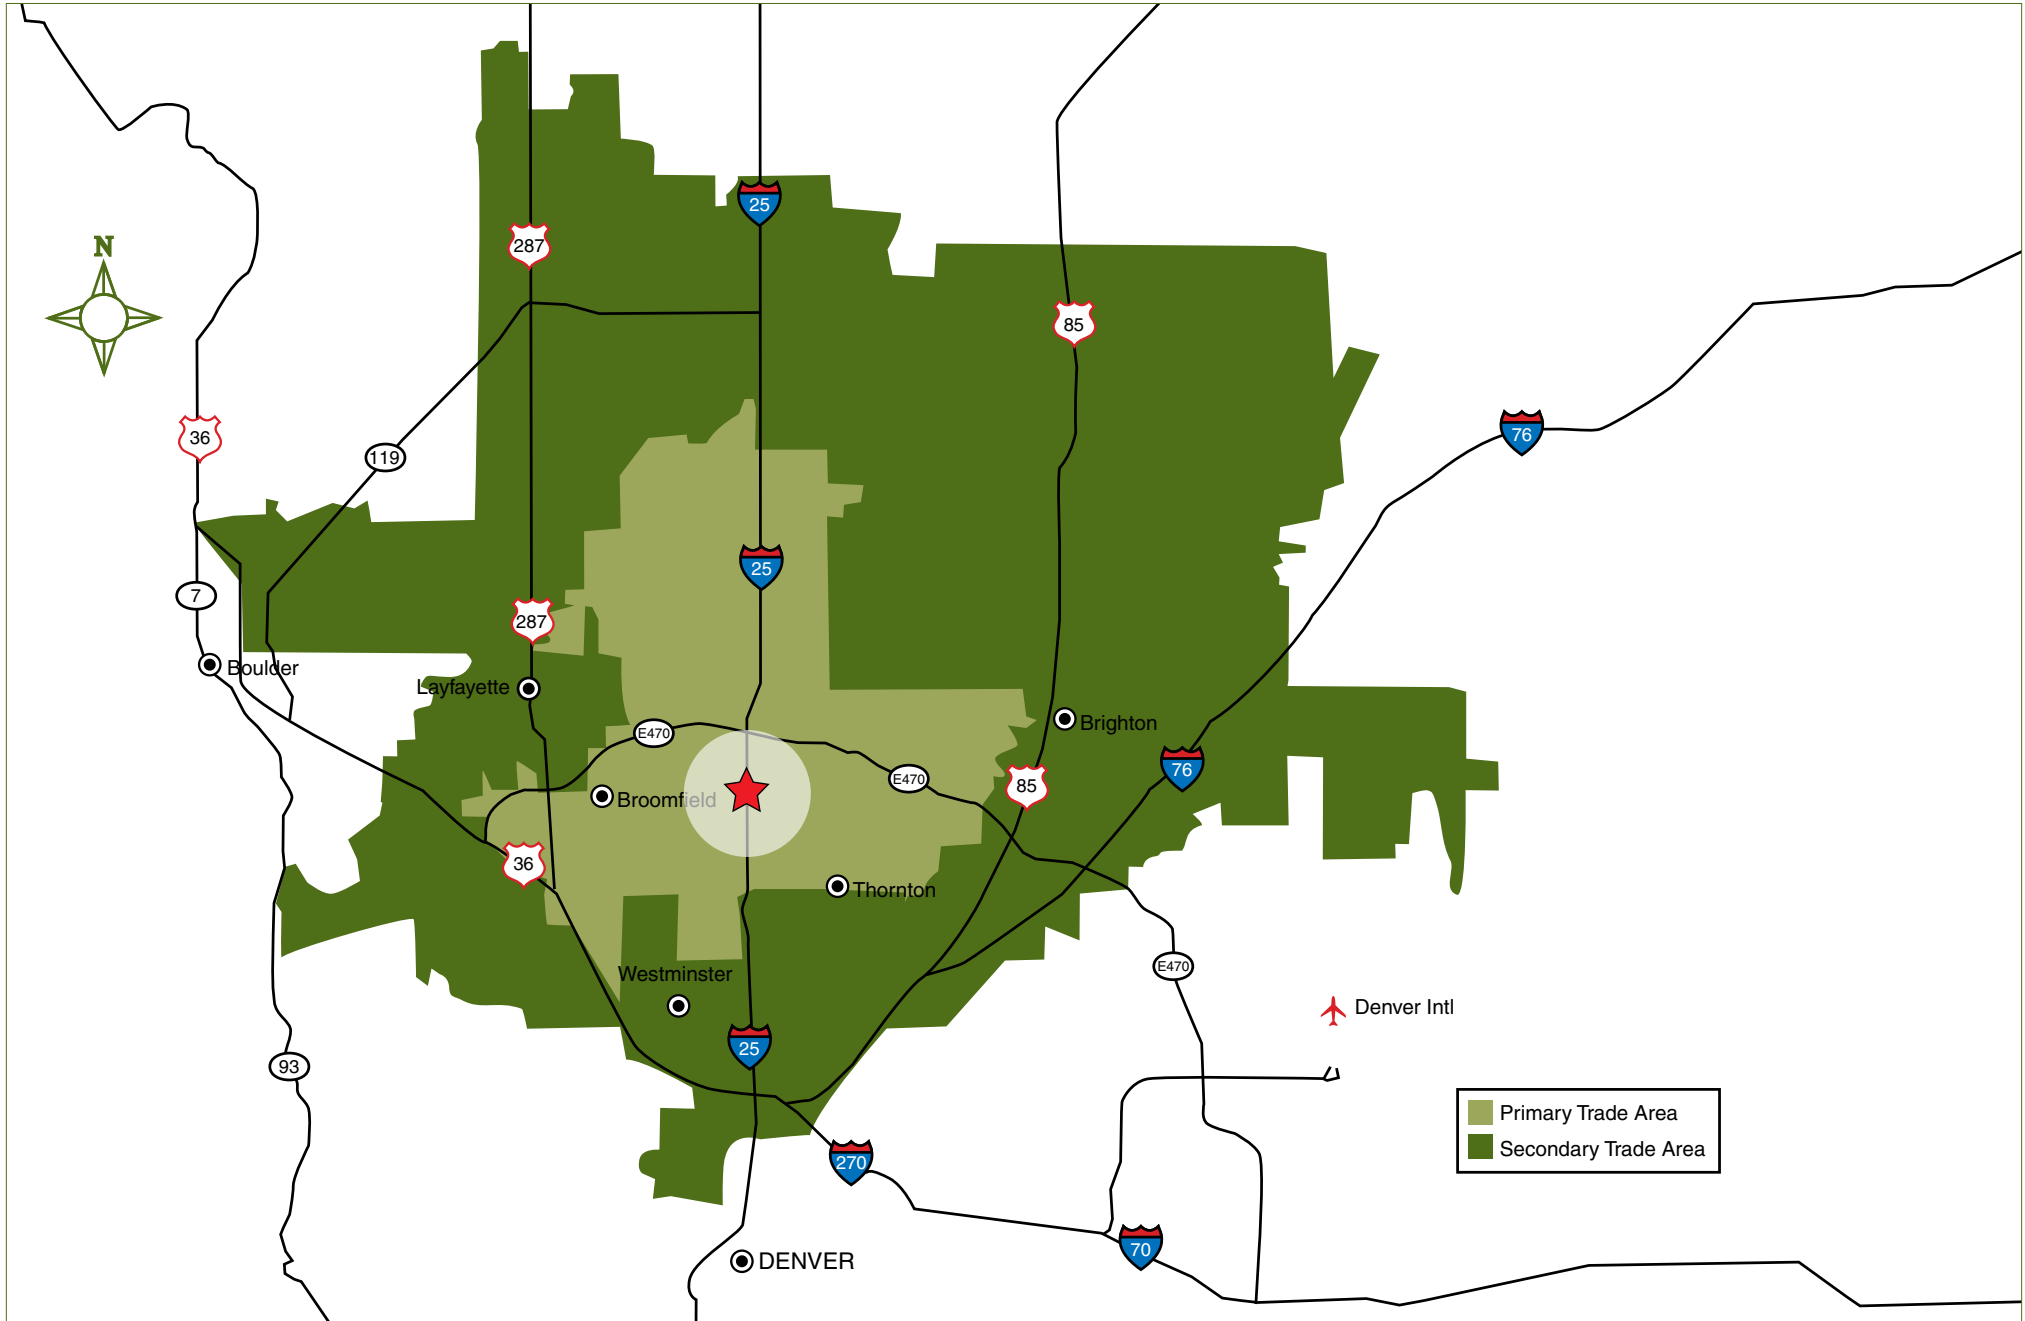 25
287
N
85
36
76
119
25
7
287
Boulder
Layfayette
Brighton
E470
76
E470
85
Broomfield
36
Thornton
E470
Westminster
Denver Intl
25
93
Primary Trade Area
Secondary Trade Area
270
70
DENVER